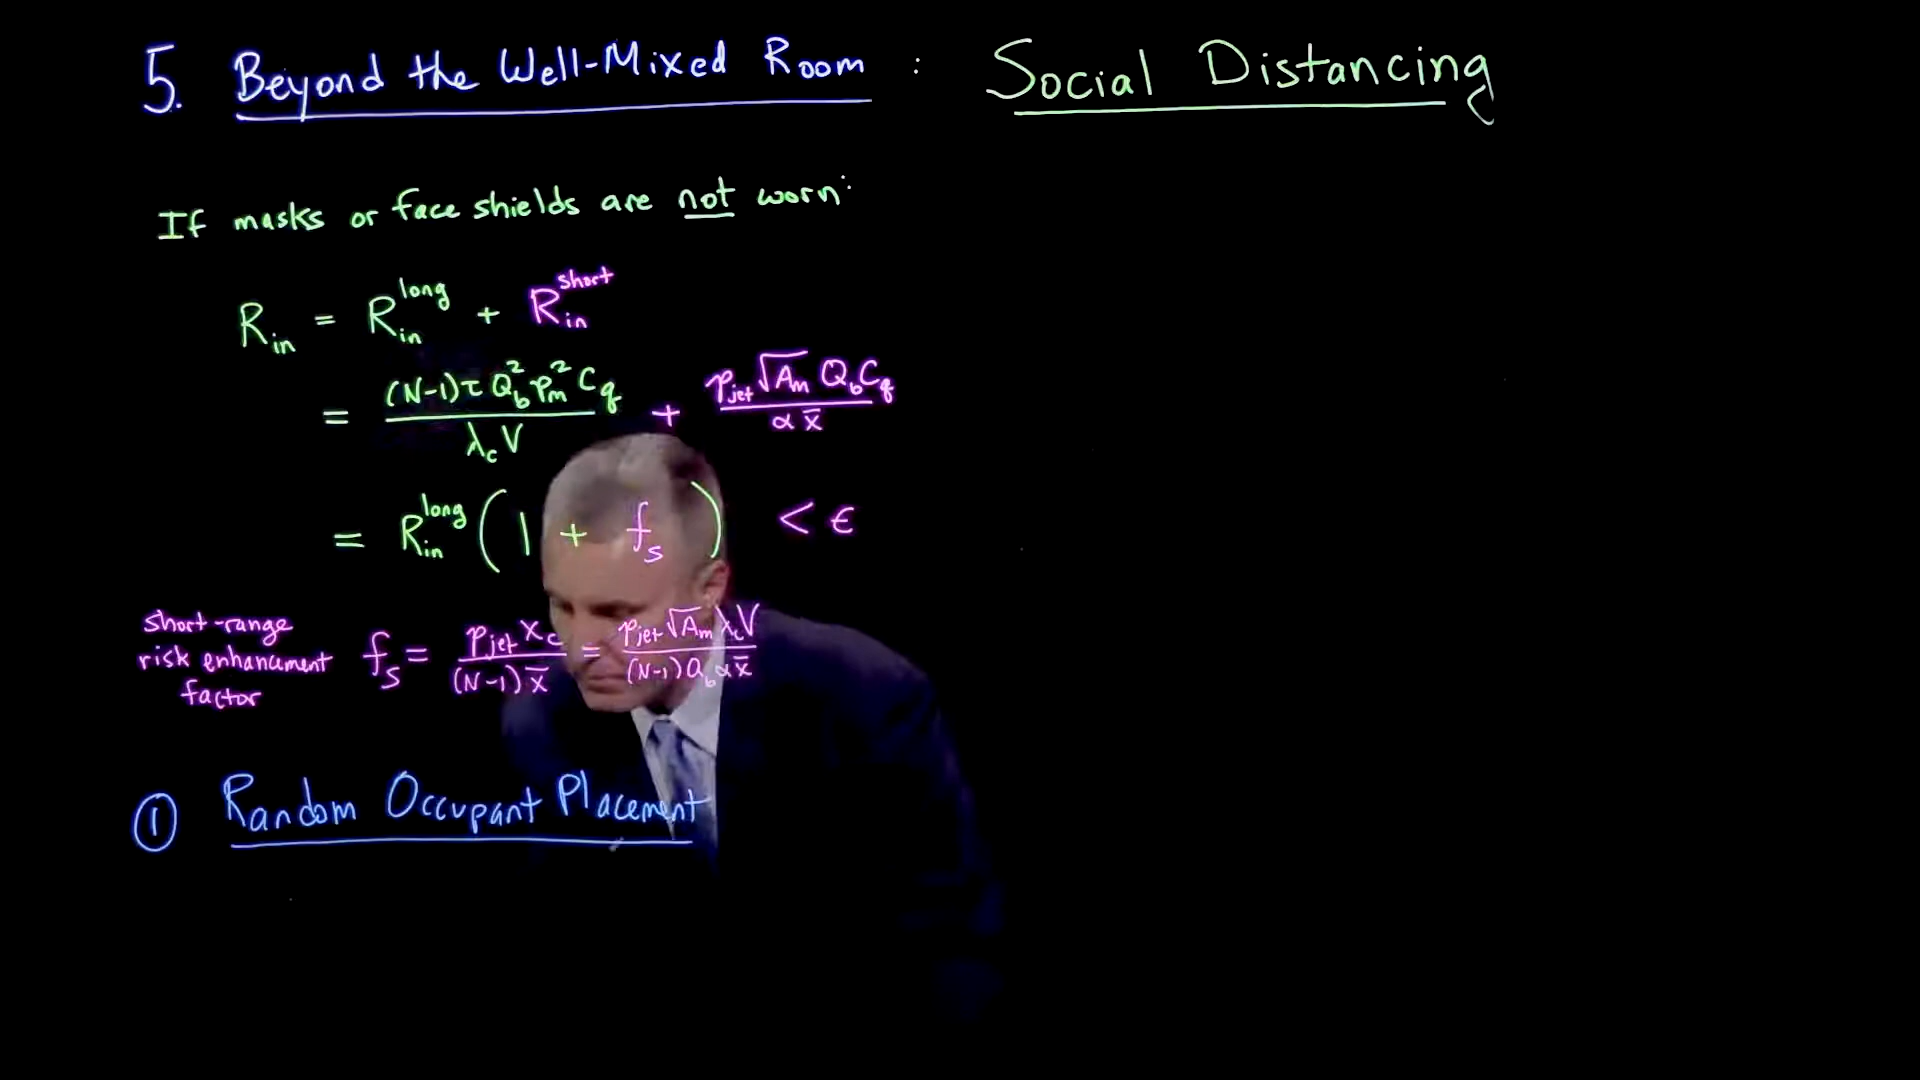 5. Beyond the Well-Mixed Room : Social Distancing
If masks or face shields are not worn:
R_in = R_in^long + R_in^short
= (N-1)τ Q_b^2 p_m^2 C_q / λ_c V + p_jet √A_m Q_b C_q / α x̄
= R_in^long (1 + f_s) < ϵ
short-range
risk enhancement
factor
f_s = p_jet x_c / (N-1) x̄ = p_jet √A_m λ_c V / (N-1) Q_b α x̄
① Random Occupant Placement